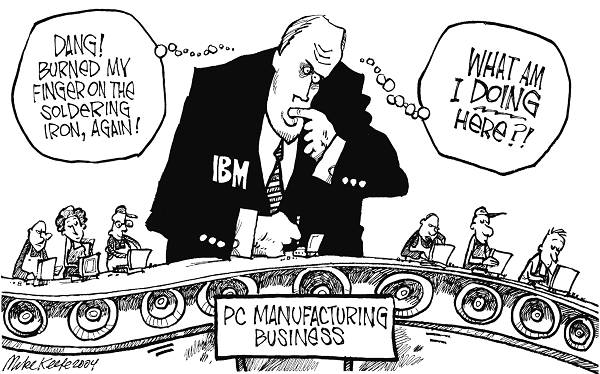 DANG!
BURNED MY
FINGER ON THE
SOLDERING
IRON, AGAIN!
WHAT AM
I DOING
HERE?!
IBM
PC MANUFACTURING
BUSINESS
Mike Keefe 2004